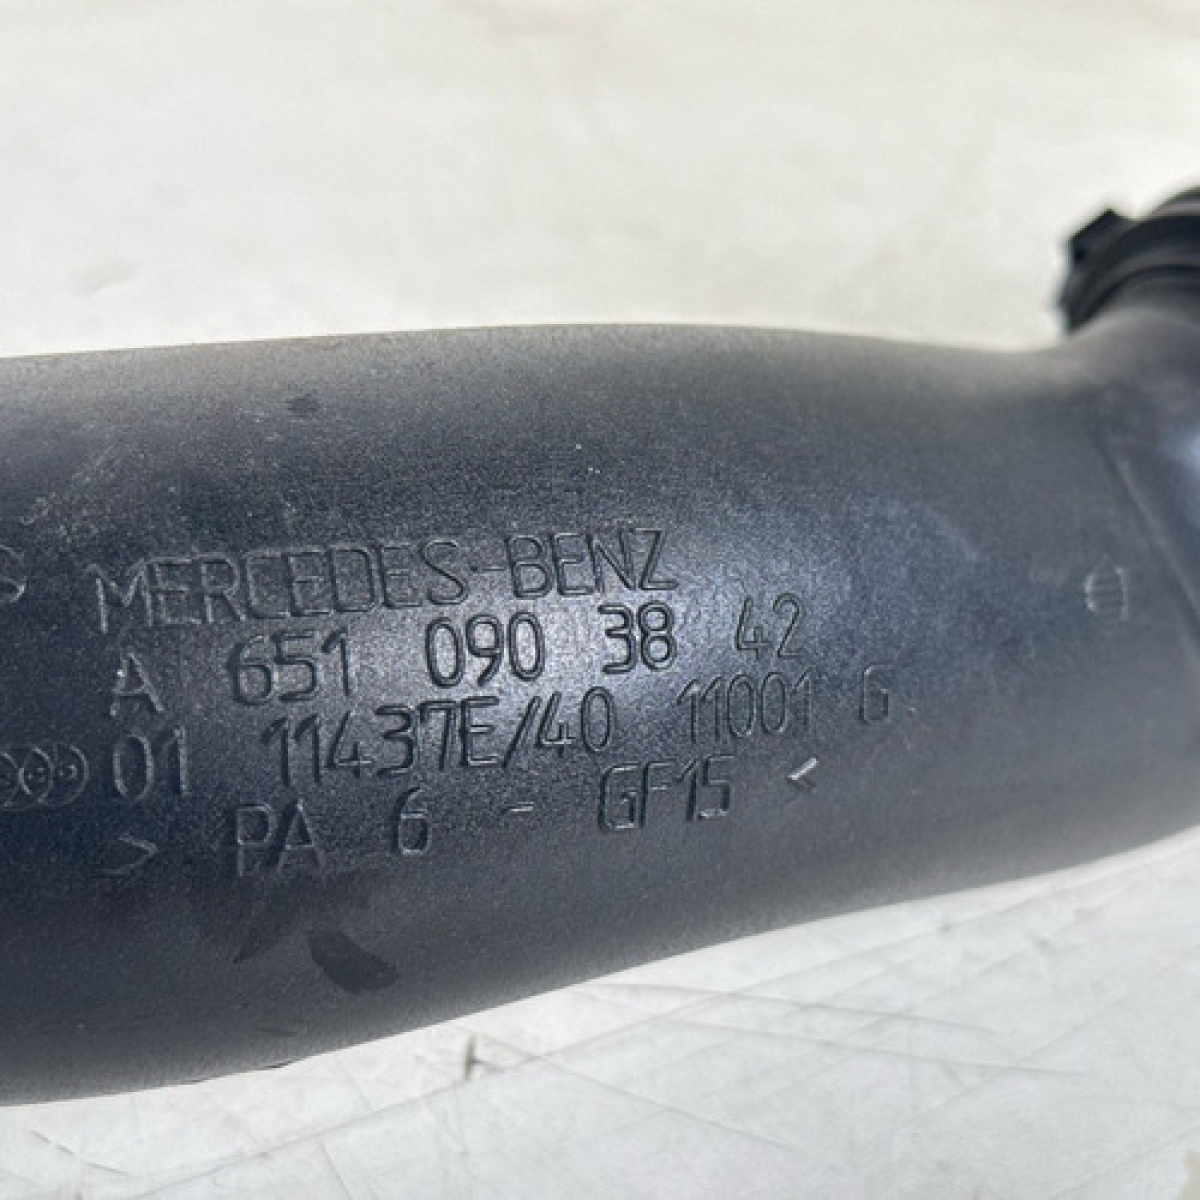 MERCEDES-BENZ
A 651 090 38 42
01 11437E/40 11001 G
> PA 6 - GF15 <